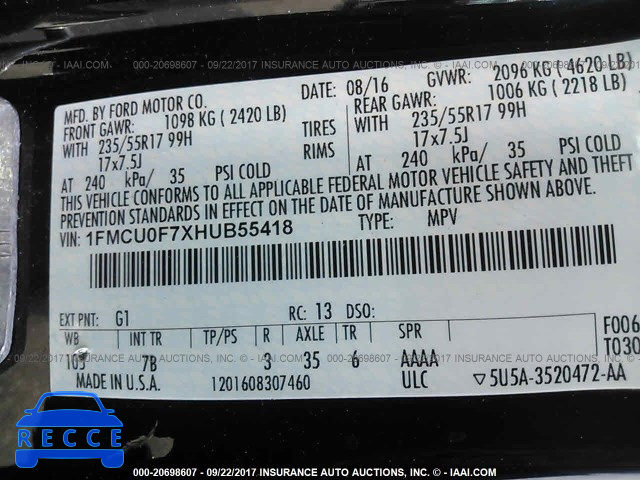 000-20698607 - 09/22/2017 INSURANCE AUTO AUCTIONS, INC. - IAAI.COM
MFD. BY FORD MOTOR CO. DATE: 08/16 GVWR: 2096 KG (4620 LB)
FRONT GAWR: 1098 KG (2420 LB) REAR GAWR: 1006 KG (2218 LB)
WITH 235/55R17 99H TIRES WITH 235/55R17 99H
17x7.5J RIMS 17x7.5J
AT 240 kPa/ 35 PSI COLD AT 240 kPa/ 35 PSI COLD
THIS VEHICLE CONFORMS TO ALL APPLICABLE FEDERAL MOTOR VEHICLE SAFETY AND THEFT
PREVENTION STANDARDS IN EFFECT ON THE DATE OF MANUFACTURE SHOWN ABOVE.
VIN: 1FMCU0F7XHUB55418 TYPE: MPV
EXT PNT: G1 RC: 13 DSO: F006
WB INT TR TP/PS R AXLE TR SPR T030
105 7B 3 35 6 AAAA
MADE IN U.S.A. 1201608307460 ULC ▽5U5A-3520472-AA
RECCE
000-20698607 - 09/22/2017 INSURANCE AUTO AUCTIONS, INC. - IAAI.COM